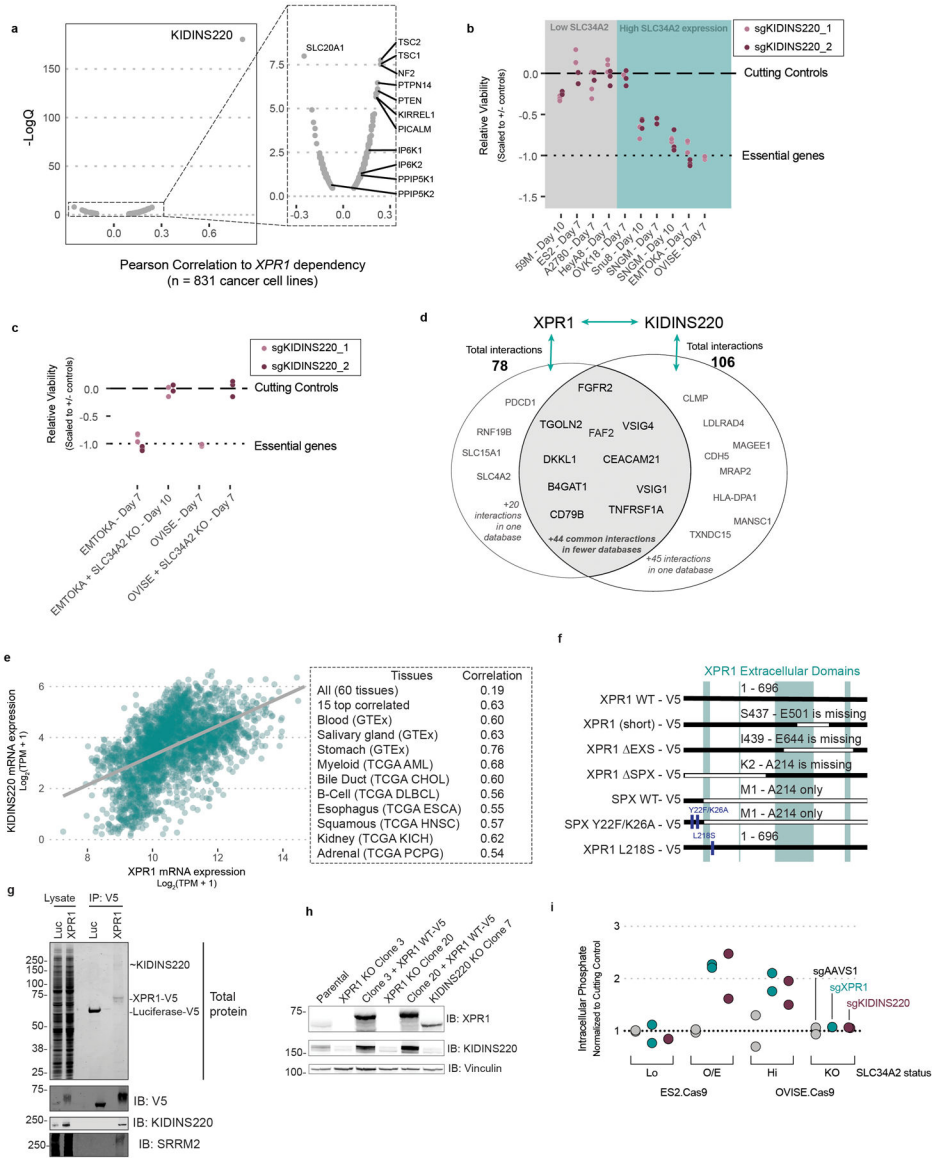 a
KIDINS220
-LogQ
150
100
50
0
0.0
0.4
0.8
SLC20A1
7.5
5.0
2.5
0.0
-0.3
0.0
0.3
TSC2
TSC1
NF2
PTPN14
PTEN
KIRREL1
PICALM
IP6K1
IP6K2
PPIP5K1
PPIP5K2
Pearson Correlation to XPR1 dependency
(n = 831 cancer cell lines)
b
Low SLC34A2
High SLC34A2 expression
sgKIDINS220_1
sgKIDINS220_2
Relative Viability
(Scaled to +/- controls)
0.0
-0.5
-1.0
-1.5
Cutting Controls
Essential genes
59M - Day 10
ES2 - Day 7
A2780 - Day 7
HeyA8 - Day 7
OVK18 - Day 7
Snu8 - Day 10
SNGM - Day 7
SNGM - Day 10
EMTOKA - Day 7
OVISE - Day 7
c
sgKIDINS220_1
sgKIDINS220_2
Relative Viability
(Scaled to +/- controls)
0.0
-0.5
-1.0
Cutting Controls
Essential genes
EMTOKA - Day 7
EMTOKA + SLC34A2 KO - Day 10
OVISE - Day 7
OVISE + SLC34A2 KO - Day 7
d
XPR1
KIDINS220
Total interactions
78
Total interactions
106
PDCD1
RNF19B
SLC15A1
SLC4A2
+20
interactions
in one
database
FGFR2
TGOLN2
FAF2
VSIG4
DKKL1
CEACAM21
B4GAT1
VSIG1
CD79B
TNFRSF1A
+44 common interactions
in fewer databases
CLMP
LDLRAD4
MAGEE1
CDH5
MRAP2
HLA-DPA1
MANSC1
TXNDC15
+45 interactions
in one database
e
KIDINS220 mRNA expression
Log2(TPM + 1)
6
4
2
0
8
10
12
14
XPR1 mRNA expression
Log2(TPM + 1)
Tissues Correlation
All (60 tissues) 0.19
15 top correlated 0.63
Blood (GTEx) 0.60
Salivary gland (GTEx) 0.63
Stomach (GTEx) 0.76
Myeloid (TCGA AML) 0.68
Bile Duct (TCGA CHOL) 0.60
B-Cell (TCGA DLBCL) 0.56
Esophagus (TCGA ESCA) 0.55
Squamous (TCGA HNSC) 0.57
Kidney (TCGA KICH) 0.62
Adrenal (TCGA PCPG) 0.54
f
XPR1 Extracellular Domains
XPR1 WT - V5
1 - 696
XPR1 (short) - V5
S437 - E501 is missing
XPR1 ΔEXS - V5
I439 - E644 is missing
XPR1 ΔSPX - V5
K2 - A214 is missing
SPX WT- V5
M1 - A214 only
SPX Y22F/K26A - V5
Y22F/K26A
M1 - A214 only
XPR1 L218S - V5
L218S
1 - 696
g
Lysate
IP: V5
Luc
XPR1
Luc
XPR1
250-
150-
100-
75-
50-
37-
25-
~KIDINS220
XPR1-V5
Luciferase-V5
Total
protein
75-
50-
IB: V5
250-
IB: KIDINS220
250-
IB: SRRM2
h
Parental
XPR1 KO Clone 3
Clone 3 + XPR1 WT-V5
XPR1 KO Clone 20
Clone 20 + XPR1 WT-V5
KIDINS220 KO Clone 7
75-
IB: XPR1
150-
IB: KIDINS220
100-
IB: Vinculin
i
Intracellular Phosphate
Normalized to Cutting Control
3
2
1
sgAAVS1
sgXPR1
sgKIDINS220
Lo
O/E
Hi
KO
SLC34A2 status
ES2.Cas9
OVISE.Cas9